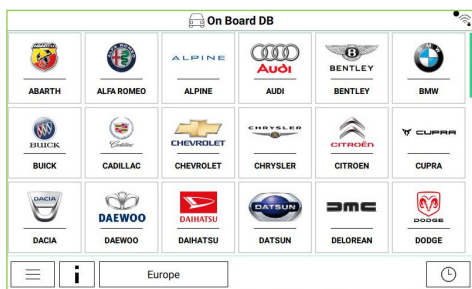 On Board DB
ABARTH
ABARTH
ALFA ROMEO
ALPINE
ALPINE
Audi
AUDI
BENTLEY
BENTLEY
BMW
BMW
BUICK
BUICK
Cadillac
CADILLAC
CHEVROLET
CHEVROLET
CHRYSLER
CHRYSLER
CITROËN
CITROEN
CUPRA
CUPRA
DACIA
DACIA
DAEWOO
DAEWOO
DAIHATSU
DAIHATSU
DATSUN
DATSUN
DMC
DELOREAN
DODGE
DODGE
i
Europe